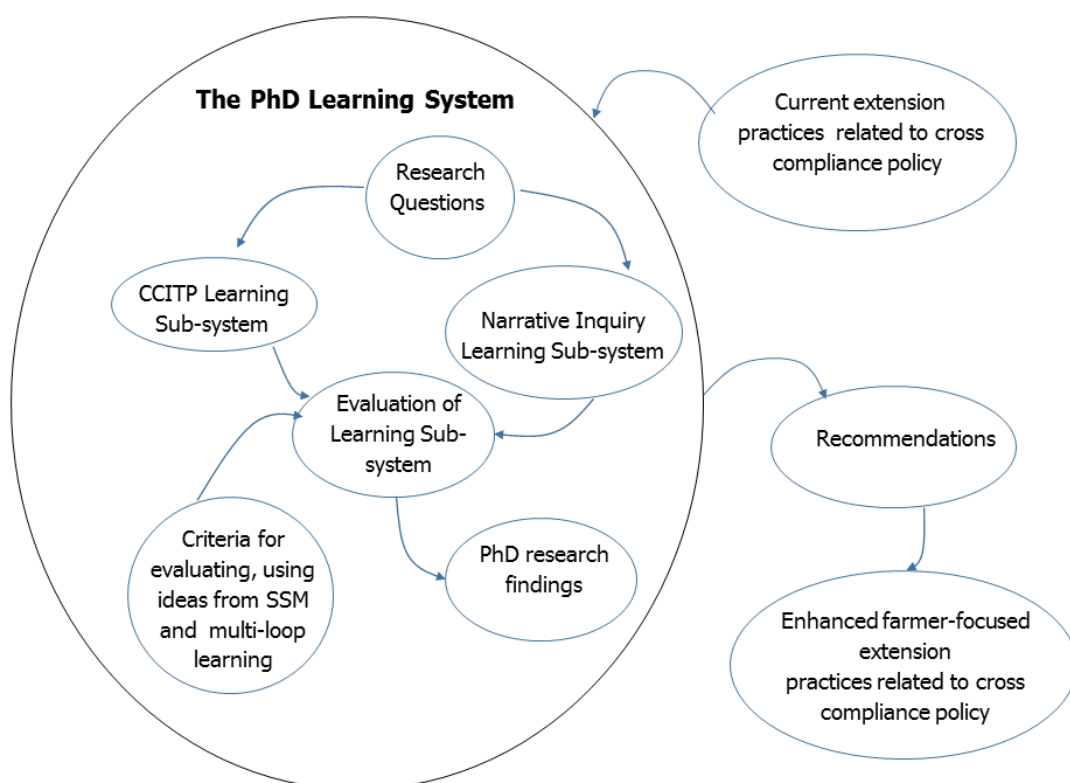 The PhD Learning System
Current extension
practices related to cross
compliance policy
Research
Questions
CCITP Learning
Sub-system
Narrative Inquiry
Learning Sub-system
Evaluation of
Learning Sub-
system
Recommendations
Criteria for
evaluating, using
ideas from SSM
and multi-loop
learning
PhD research
findings
Enhanced farmer-focused
extension
practices related to cross
compliance policy